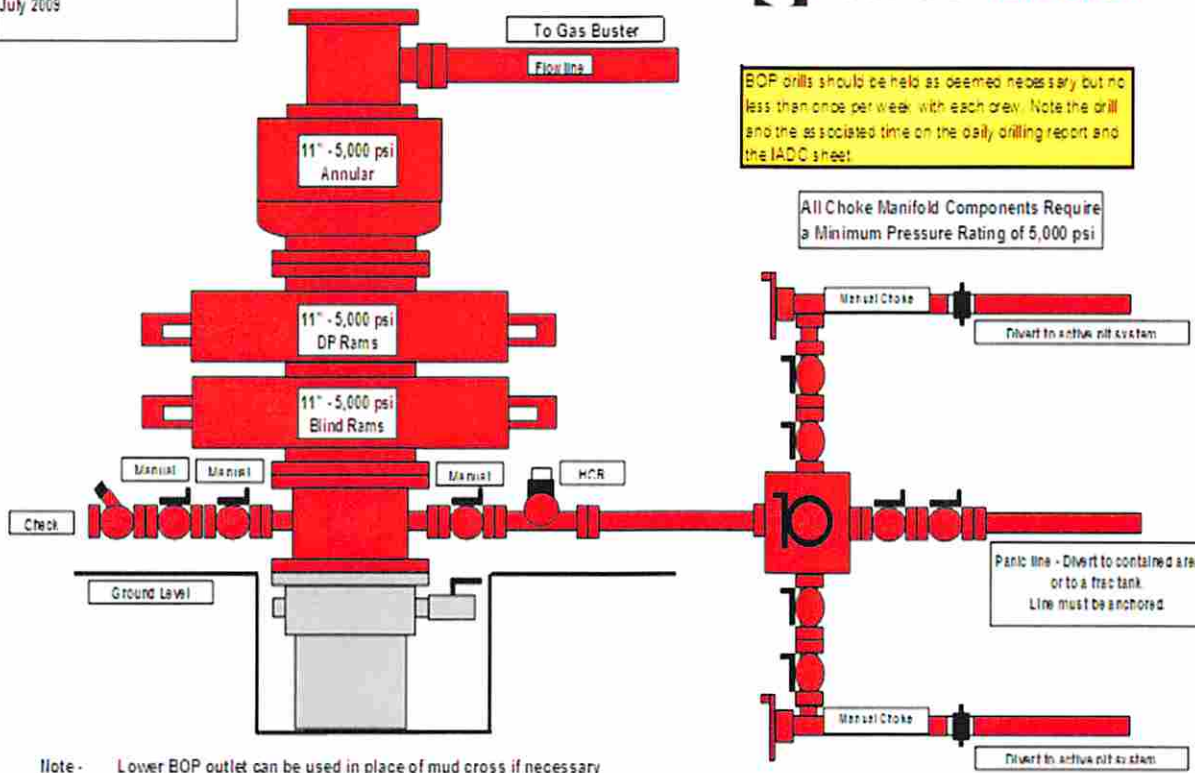 July 2009
To Gas Buster
Flow line
BOP drills should be held as deemed necessary but no
less than once per week with each crew. Note the drill
and the associated time on the daily drilling report and
the IADC sheet.
11" - 5,000 psi
Annular
All Choke Manifold Components Require
a Minimum Pressure Rating of 5,000 psi
Manual Choke
Divert to active pit system
11" - 5,000 psi
DP Rams
11" - 5,000 psi
Blind Rams
Manual
Manual
Manual
HCR
Check
Panic line - Divert to contained are
or to a frac tank
Line must be anchored
Ground Level
Manual Choke
Divert to active pit system
Note - Lower BOP outlet can be used in place of mud cross if necessary